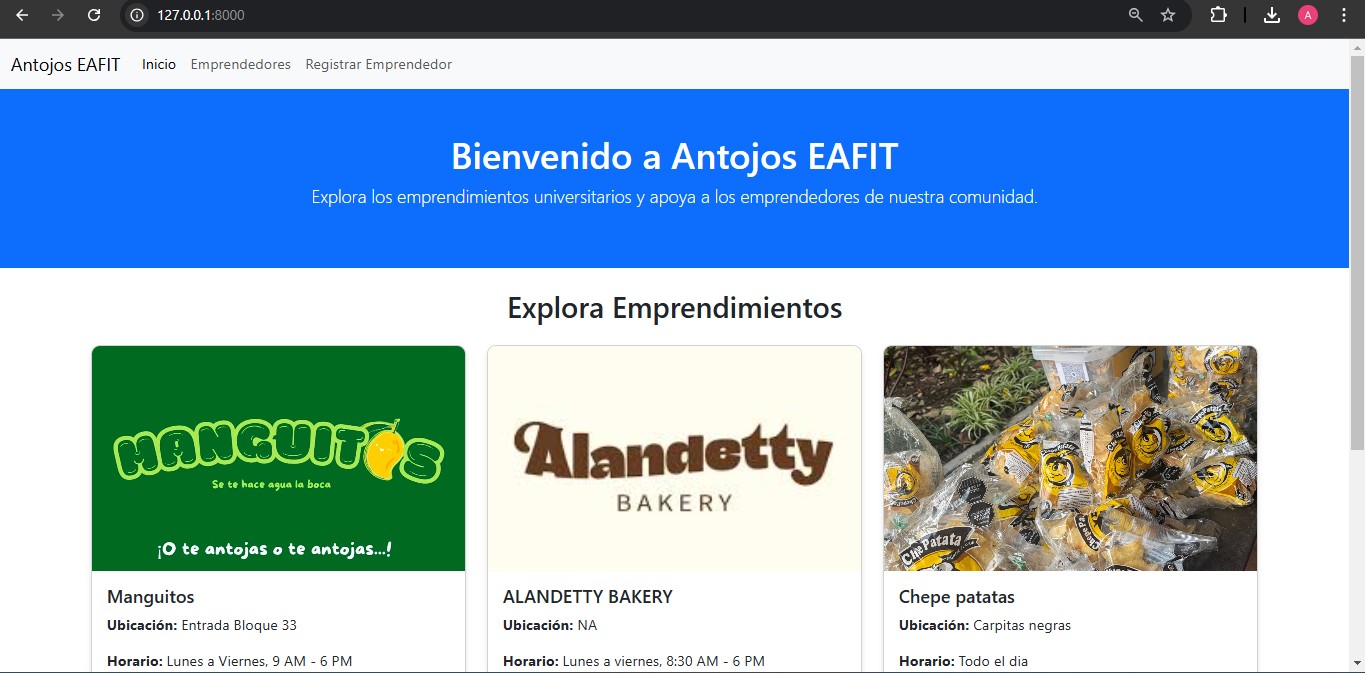 127.0.0.1:8000
A
Antojos EAFIT Inicio Emprendedores Registrar Emprendedor
Bienvenido a Antojos EAFIT
Explora los emprendimientos universitarios y apoya a los emprendedores de nuestra comunidad.
Explora Emprendimientos
MANGUITOS
Se te hace agua la boca
¡O te antojas o te antojas...!
Alandetty
BAKERY
Che Patata
Manguitos
Ubicación: Entrada Bloque 33
Horario: Lunes a Viernes, 9 AM - 6 PM
ALANDETTY BAKERY
Ubicación: NA
Horario: Lunes a viernes, 8:30 AM - 6 PM
Chepe patatas
Ubicación: Carpitas negras
Horario: Todo el dia